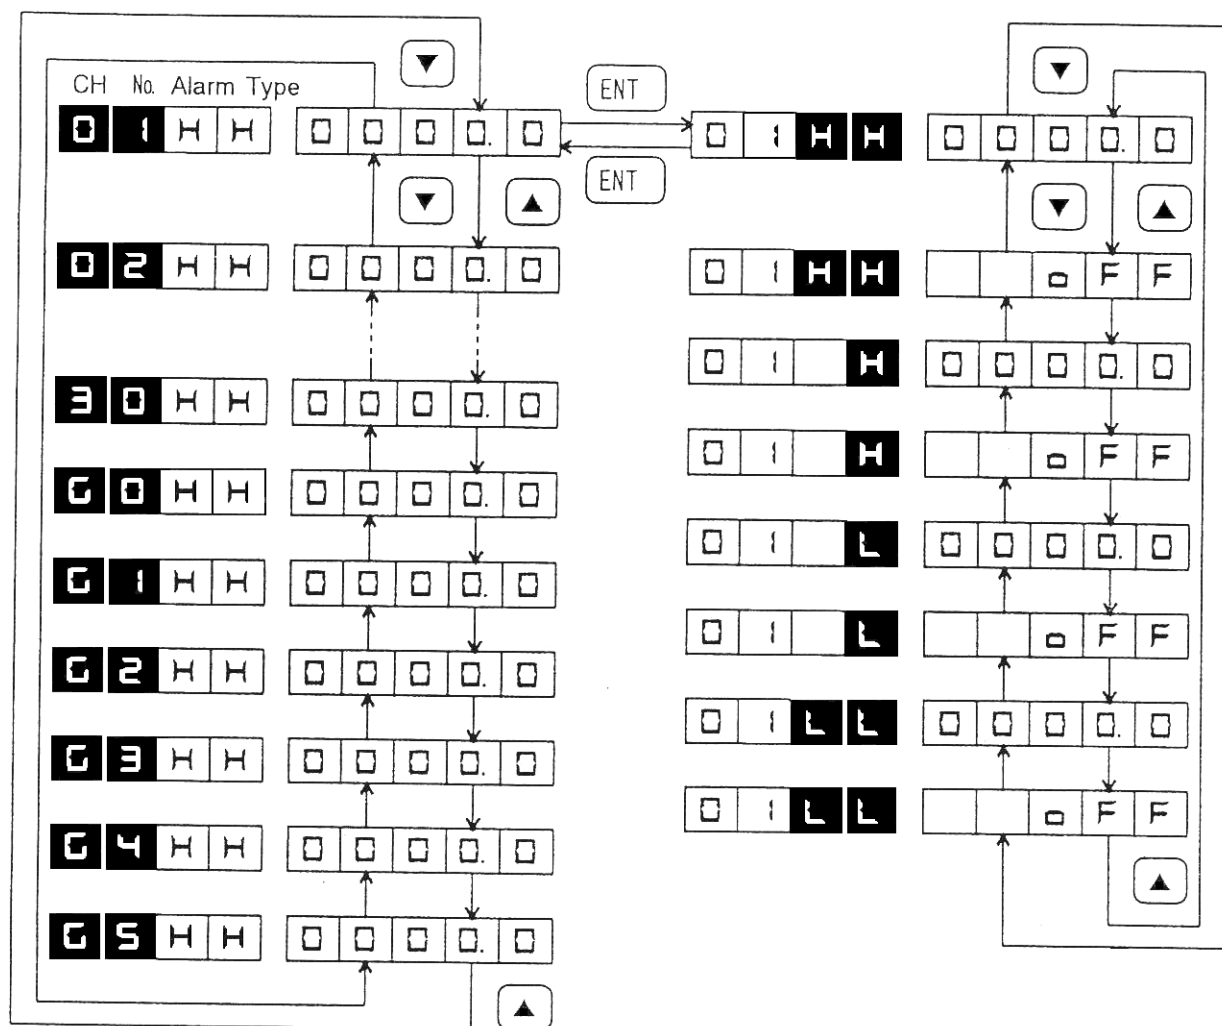 ▼ ▼
CH No. Alarm Type ENT
01HH 0000.0 01HH 0000.0
ENT
▼ ▲ ▼ ▲
02HH 0000.0 01HH oFF
01 H 0000.0
30HH 0000.0
01 H oFF
G0HH 0000.0
01 L 0000.0
G1HH 0000.0
01 L oFF
G2HH 0000.0
01LL 0000.0
G3HH 0000.0
01LL oFF
G4HH 0000.0
▲
G5HH 0000.0
▲